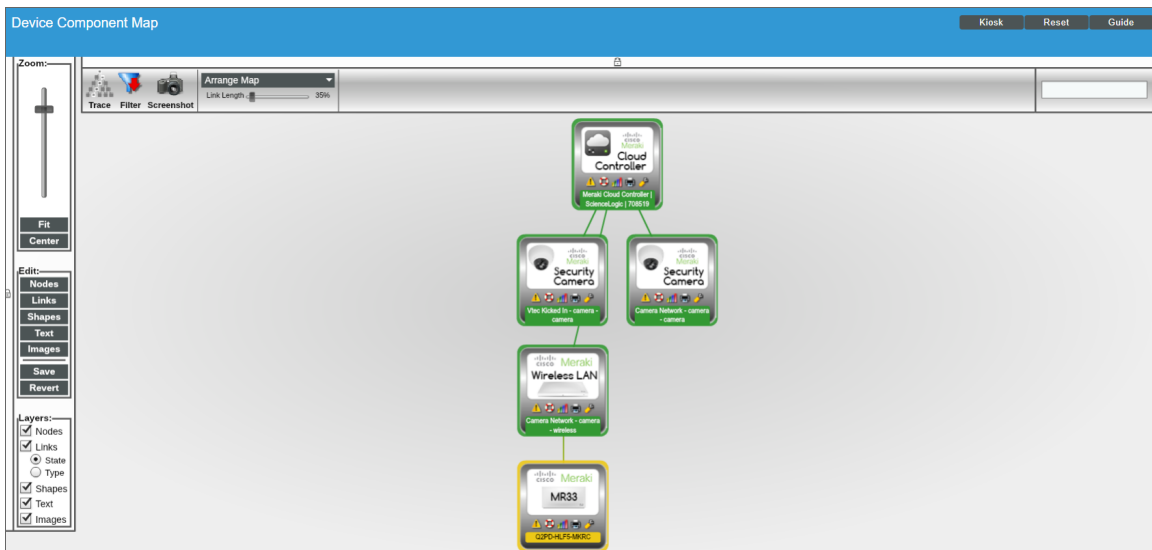 Device Component Map
Kiosk
Reset
Guide
Zoom:
Trace
Filter
Screenshot
Arrange Map
Link Length
35%
Fit
Center
Edit:
Nodes
Links
Shapes
Text
Images
Save
Revert
Layers:
Nodes
Links
State
Type
Shapes
Text
Images
cisco
Meraki
Cloud
Controller
Meraki Cloud Controller |
ScienceLogic | 708519
cisco
Meraki
Security
Camera
Vtec Kicked In - camera -
camera
cisco
Meraki
Security
Camera
Camera Network - camera
- camera
cisco Meraki
Wireless LAN
Camera Network - camera
- wireless
cisco Meraki
MR33
Q2PD-HLF5-MKRC